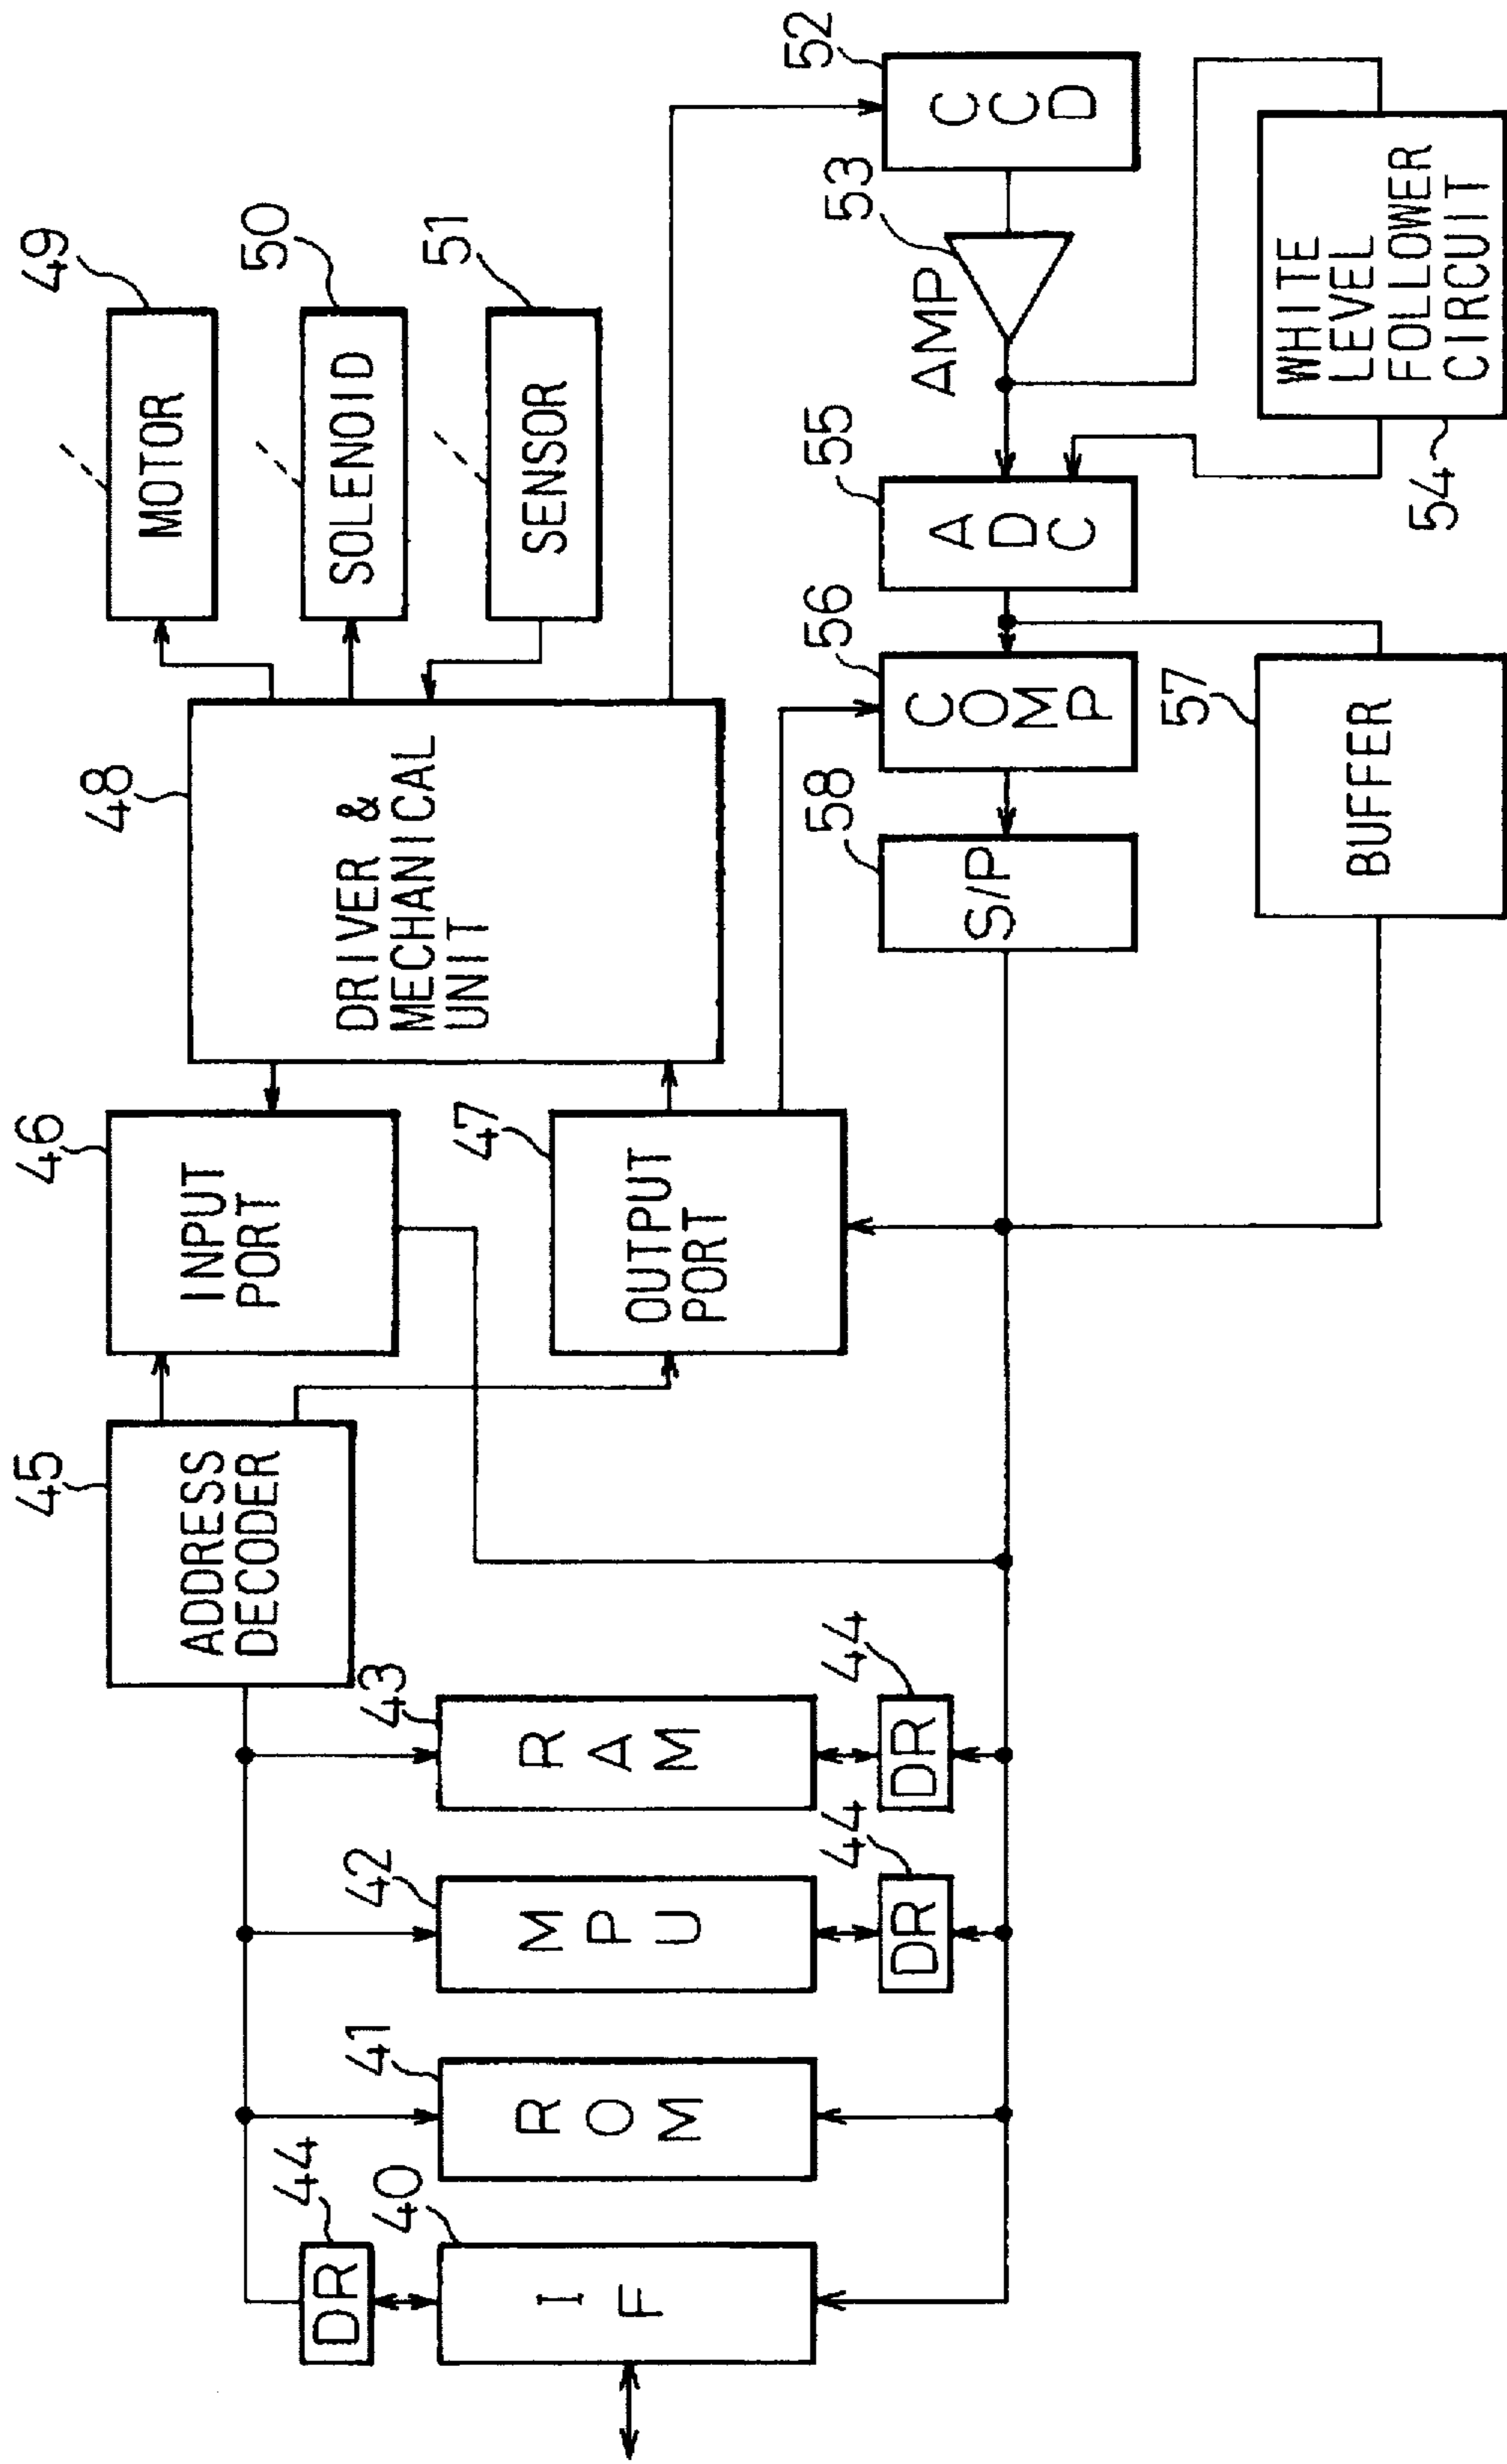 49
MOTOR
50
SOLENOID
51
SENSOR
48
DRIVER &
MECHANICAL
UNIT
46
INPUT
PORT
47
OUTPUT
PORT
45
ADDRESS
DECODER
52
CCD
53
AMP
WHITE
LEVEL
FOLLOWER
CIRCUIT
54
55
ADC
56
COMP
57
BUFFER
58
S/P
43
RAM
44
DR
42
MPU
44
DR
41
ROM
44
DR
40
IF